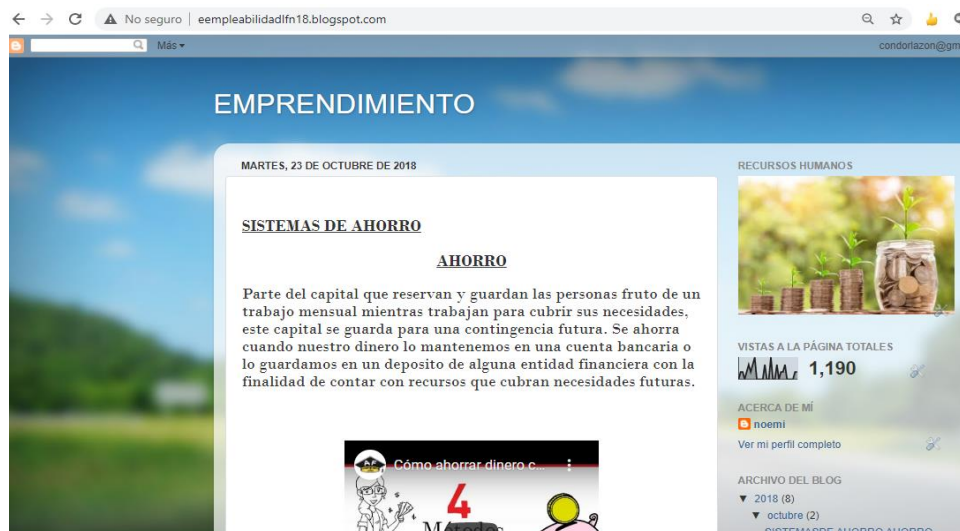 No seguro
eempleabilidadlfn18.blogspot.com
Más
condorlazon@gm
EMPRENDIMIENTO
MARTES, 23 DE OCTUBRE DE 2018
SISTEMAS DE AHORRO
AHORRO
Parte del capital que reservan y guardan las personas fruto de un
trabajo mensual mientras trabajan para cubrir sus necesidades,
este capital se guarda para una contingencia futura. Se ahorra
cuando nuestro dinero lo mantenemos en una cuenta bancaria o
lo guardamos en un deposito de alguna entidad financiera con la
finalidad de contar con recursos que cubran necesidades futuras.
Cómo ahorrar dinero c...
4
Métodos
RECURSOS HUMANOS
VISTAS A LA PÁGINA TOTALES
1,190
ACERCA DE MÍ
noemi
Ver mi perfil completo
ARCHIVO DEL BLOG
▼ 2018 (8)
▼ octubre (2)
SISTEMASDE AHORRO AHORRO